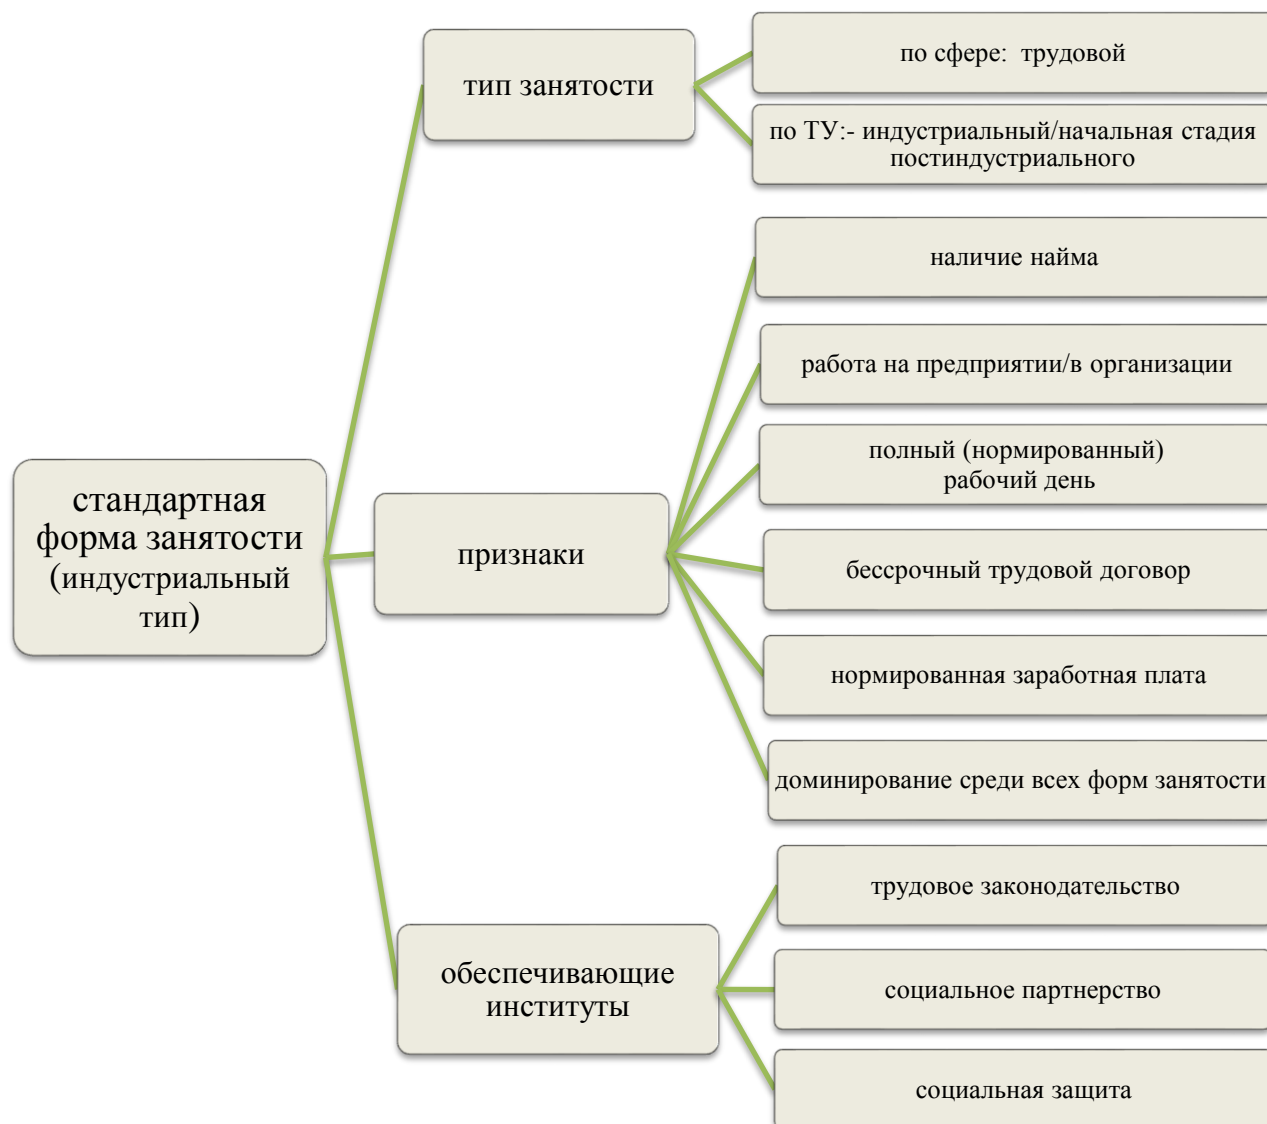 стандартная
форма занятости
(индустриальный
тип)
тип занятости
по сфере: трудовой
по ТУ:- индустриальный/начальная стадия
постиндустриального
признаки
наличие найма
работа на предприятии/в организации
полный (нормированный)
рабочий день
бессрочный трудовой договор
нормированная заработная плата
доминирование среди всех форм занятости
обеспечивающие
институты
трудовое законодательство
социальное партнерство
социальная защита